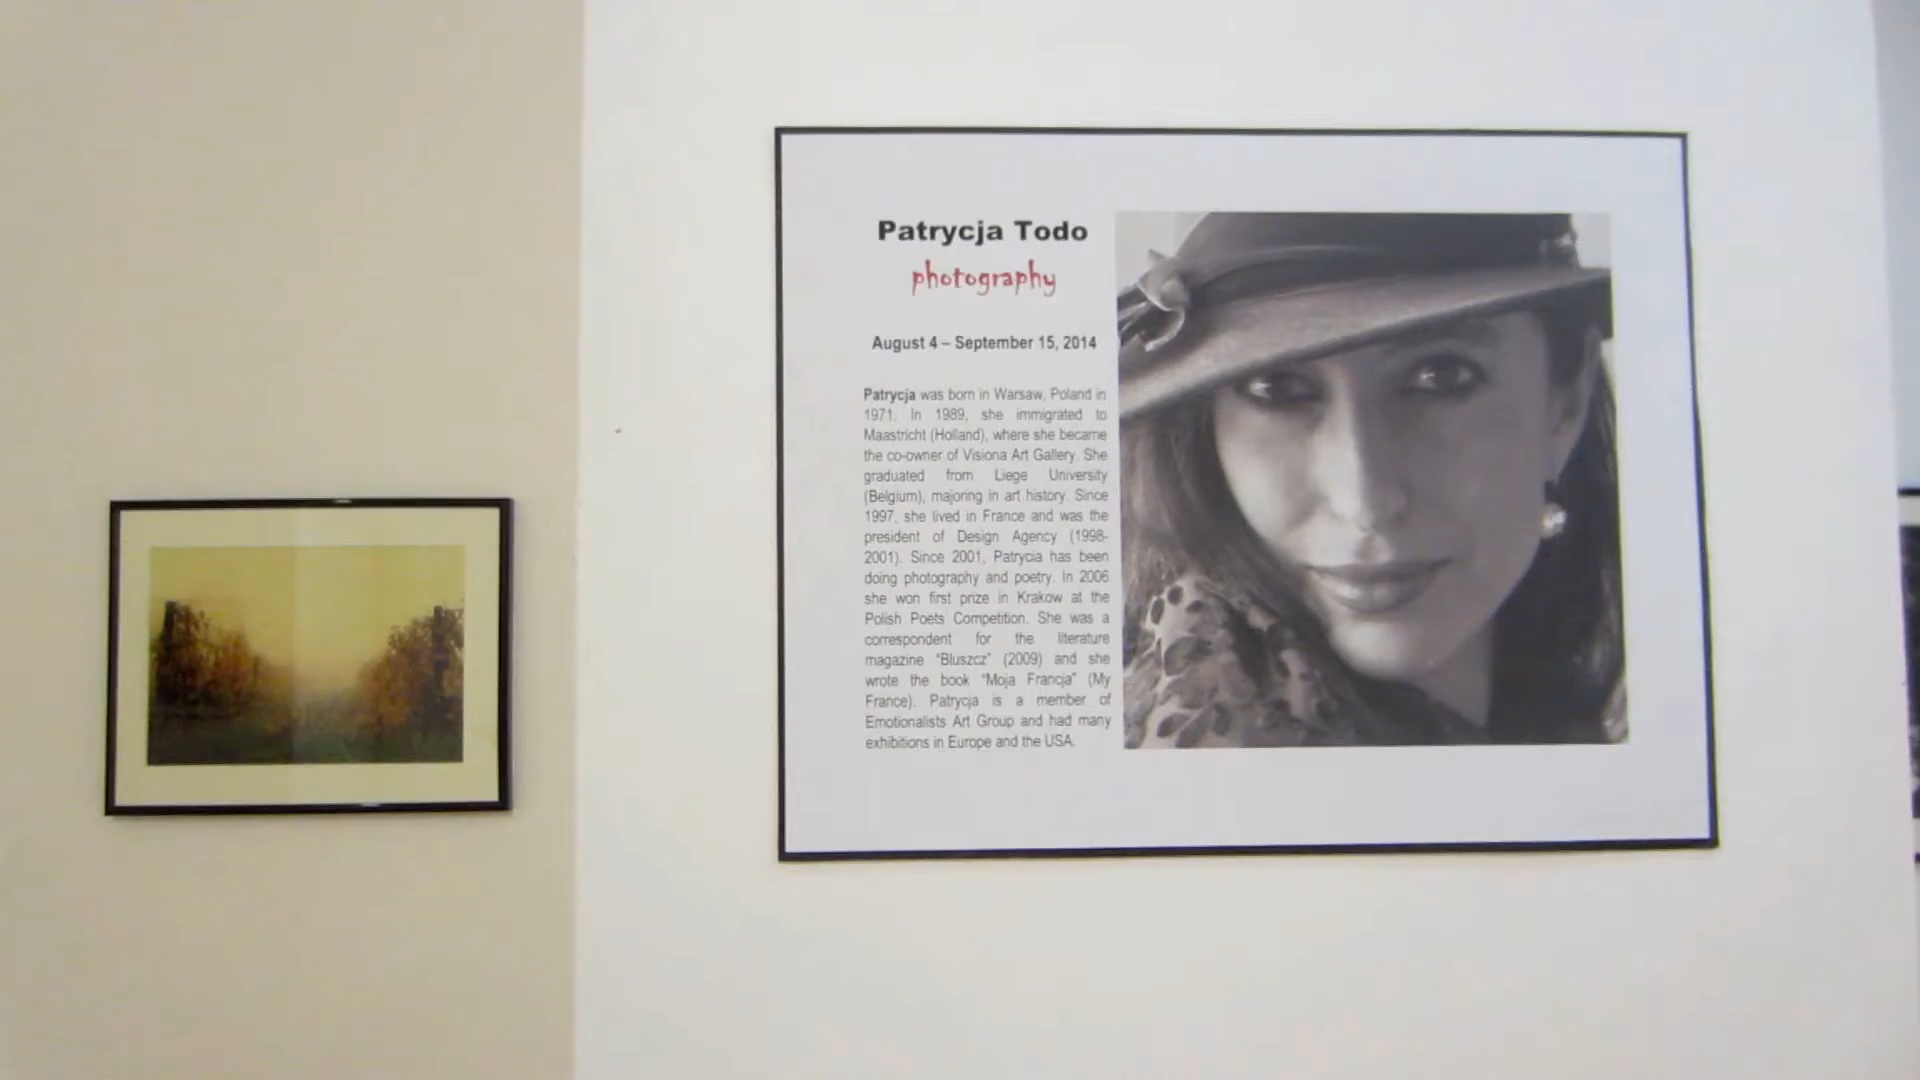 Patrycja Todo
photography
August 4 – September 15, 2014
Patrycja was born in Warsaw, Poland in
1971. In 1989, she immigrated to
Maastricht (Holland), where she became
the co-owner of Visiona Art Gallery. She
graduated from Liege University
(Belgium), majoring in art history. Since
1997, she lived in France and was the
president of Design Agency (1998-
2001). Since 2001, Patrycia has been
doing photography and poetry. In 2006
she won first prize in Krakow at the
Polish Poets Competition. She was a
correspondent for the literature
magazine "Bluszcz" (2009) and she
wrote the book "Moja Francja" (My
France). Patrycja is a member of
Emotionalists Art Group and had many
exhibitions in Europe and the USA.